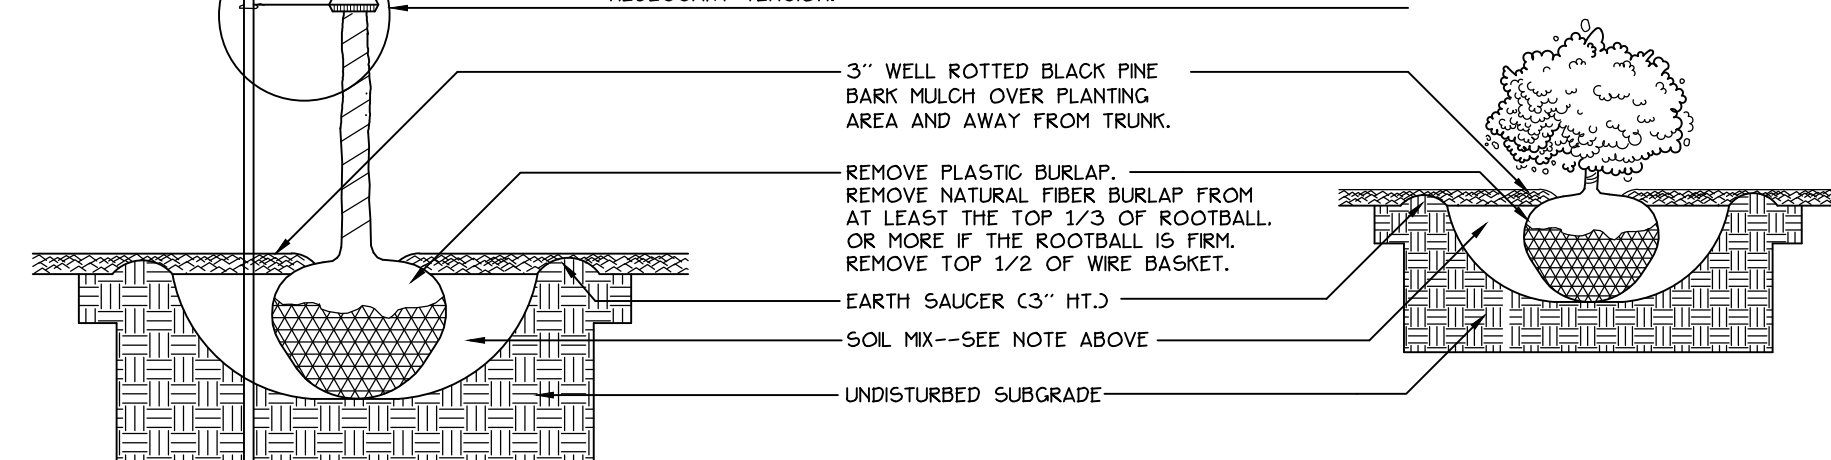 3" WELL ROTTED BLACK PINE
BARK MULCH OVER PLANTING
AREA AND AWAY FROM TRUNK.
REMOVE PLASTIC BURLAP.
REMOVE NATURAL FIBER BURLAP FROM
AT LEAST THE TOP 1/3 OF ROOTBALL.
OR MORE IF THE ROOTBALL IS FIRM.
REMOVE TOP 1/2 OF WIRE BASKET.
EARTH SAUCER (3" HT.)
SOIL MIX--SEE NOTE ABOVE
UNDISTURBED SUBGRADE